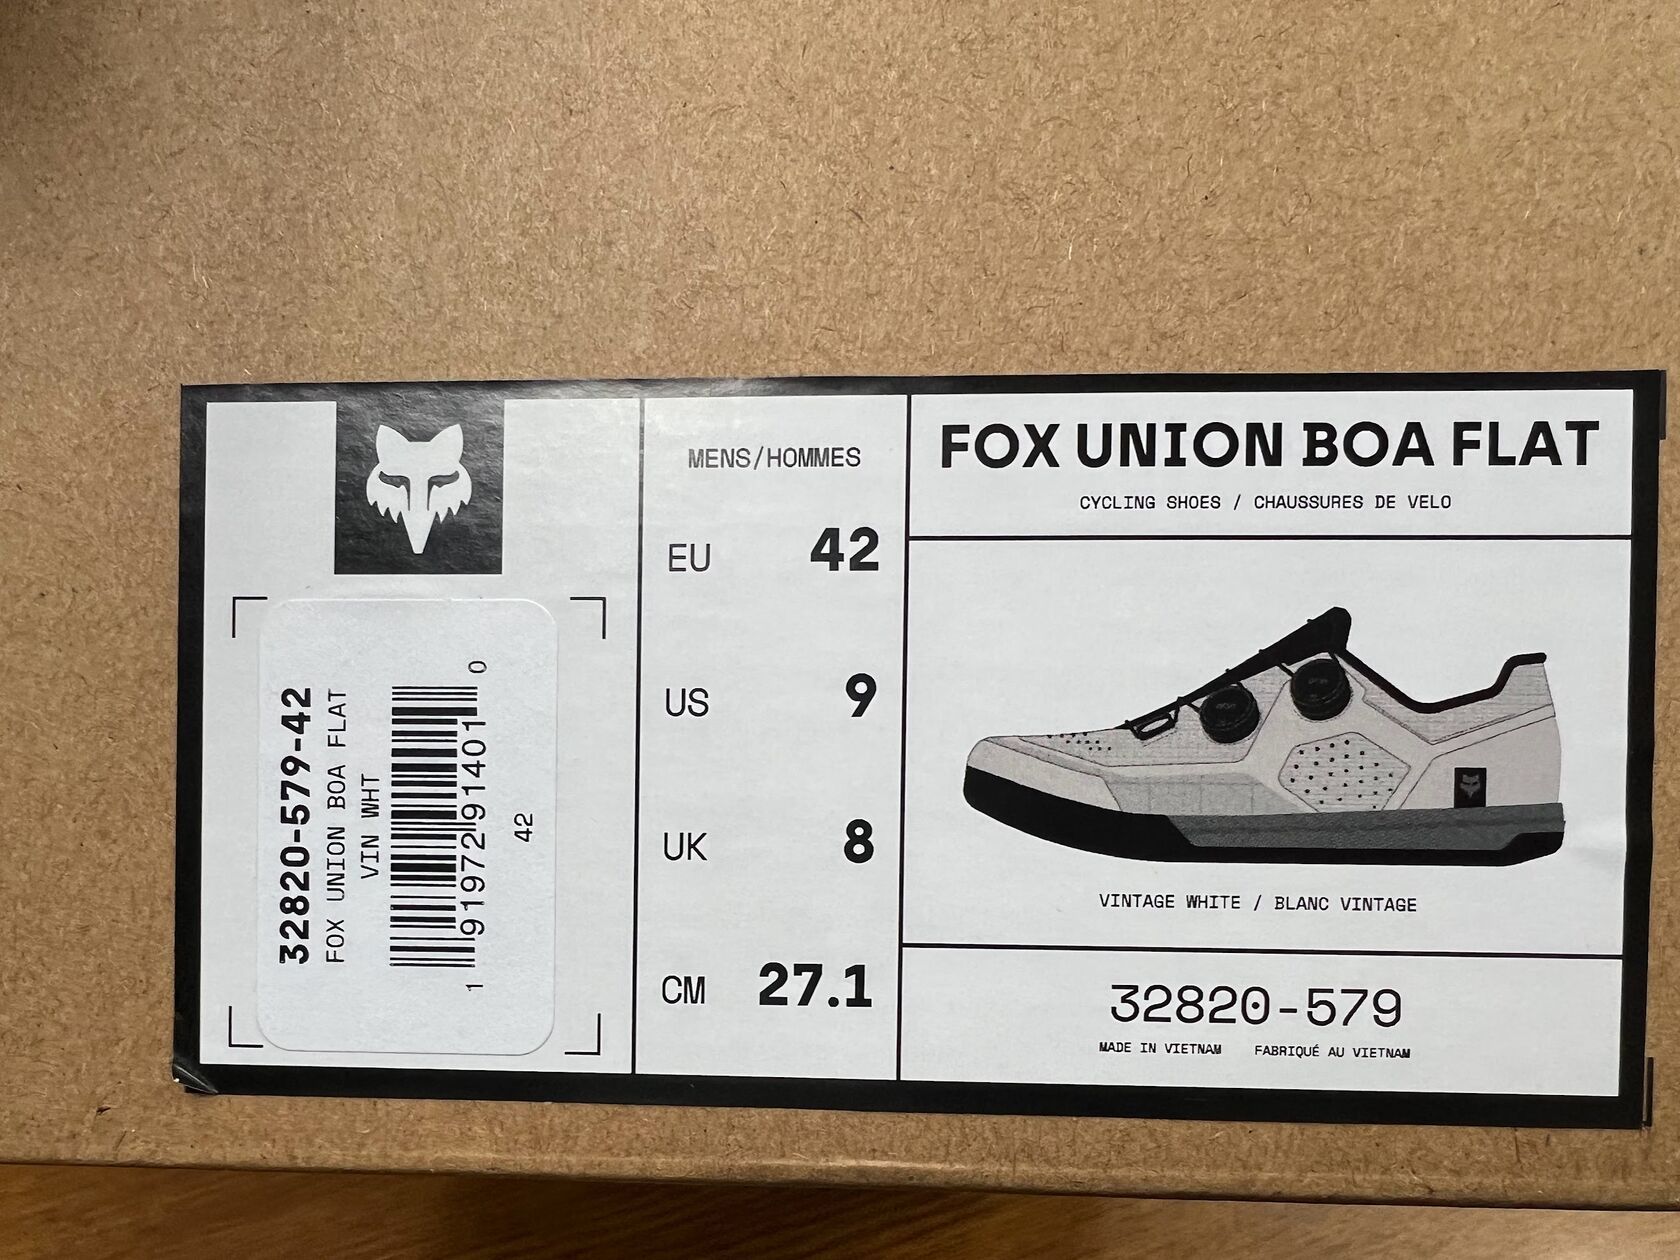 32820-579-42
FOX UNION BOA FLAT
VIN WHT
1 91972 91401 0
42
MENS/HOMMES
EU 42
US 9
UK 8
CM 27.1
FOX UNION BOA FLAT
CYCLING SHOES / CHAUSSURES DE VELO
VINTAGE WHITE / BLANC VINTAGE
32820-579
MADE IN VIETNAM FABRIQUÉ AU VIETNAM